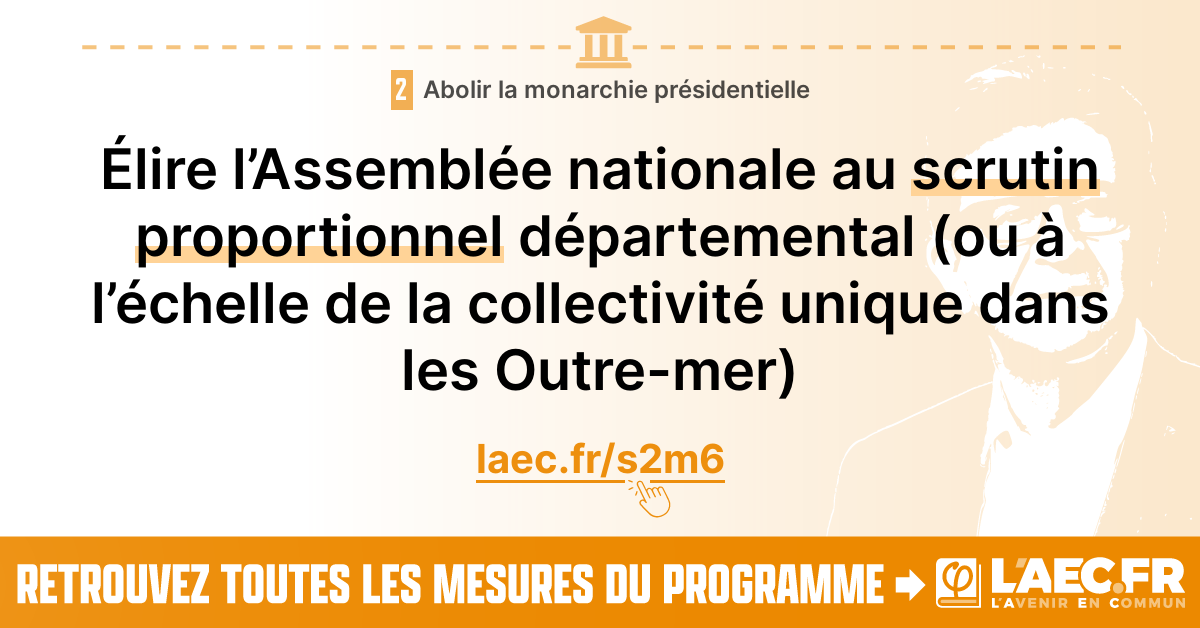 2 Abolir la monarchie présidentielle
Élire l’Assemblée nationale au scrutin
proportionnel départemental (ou à
l’échelle de la collectivité unique dans
les Outre-mer)
laec.fr/s2m6
RETROUVEZ TOUTES LES MESURES DU PROGRAMME
φ L'AEC.FR
L'AVENIR EN COMMUN